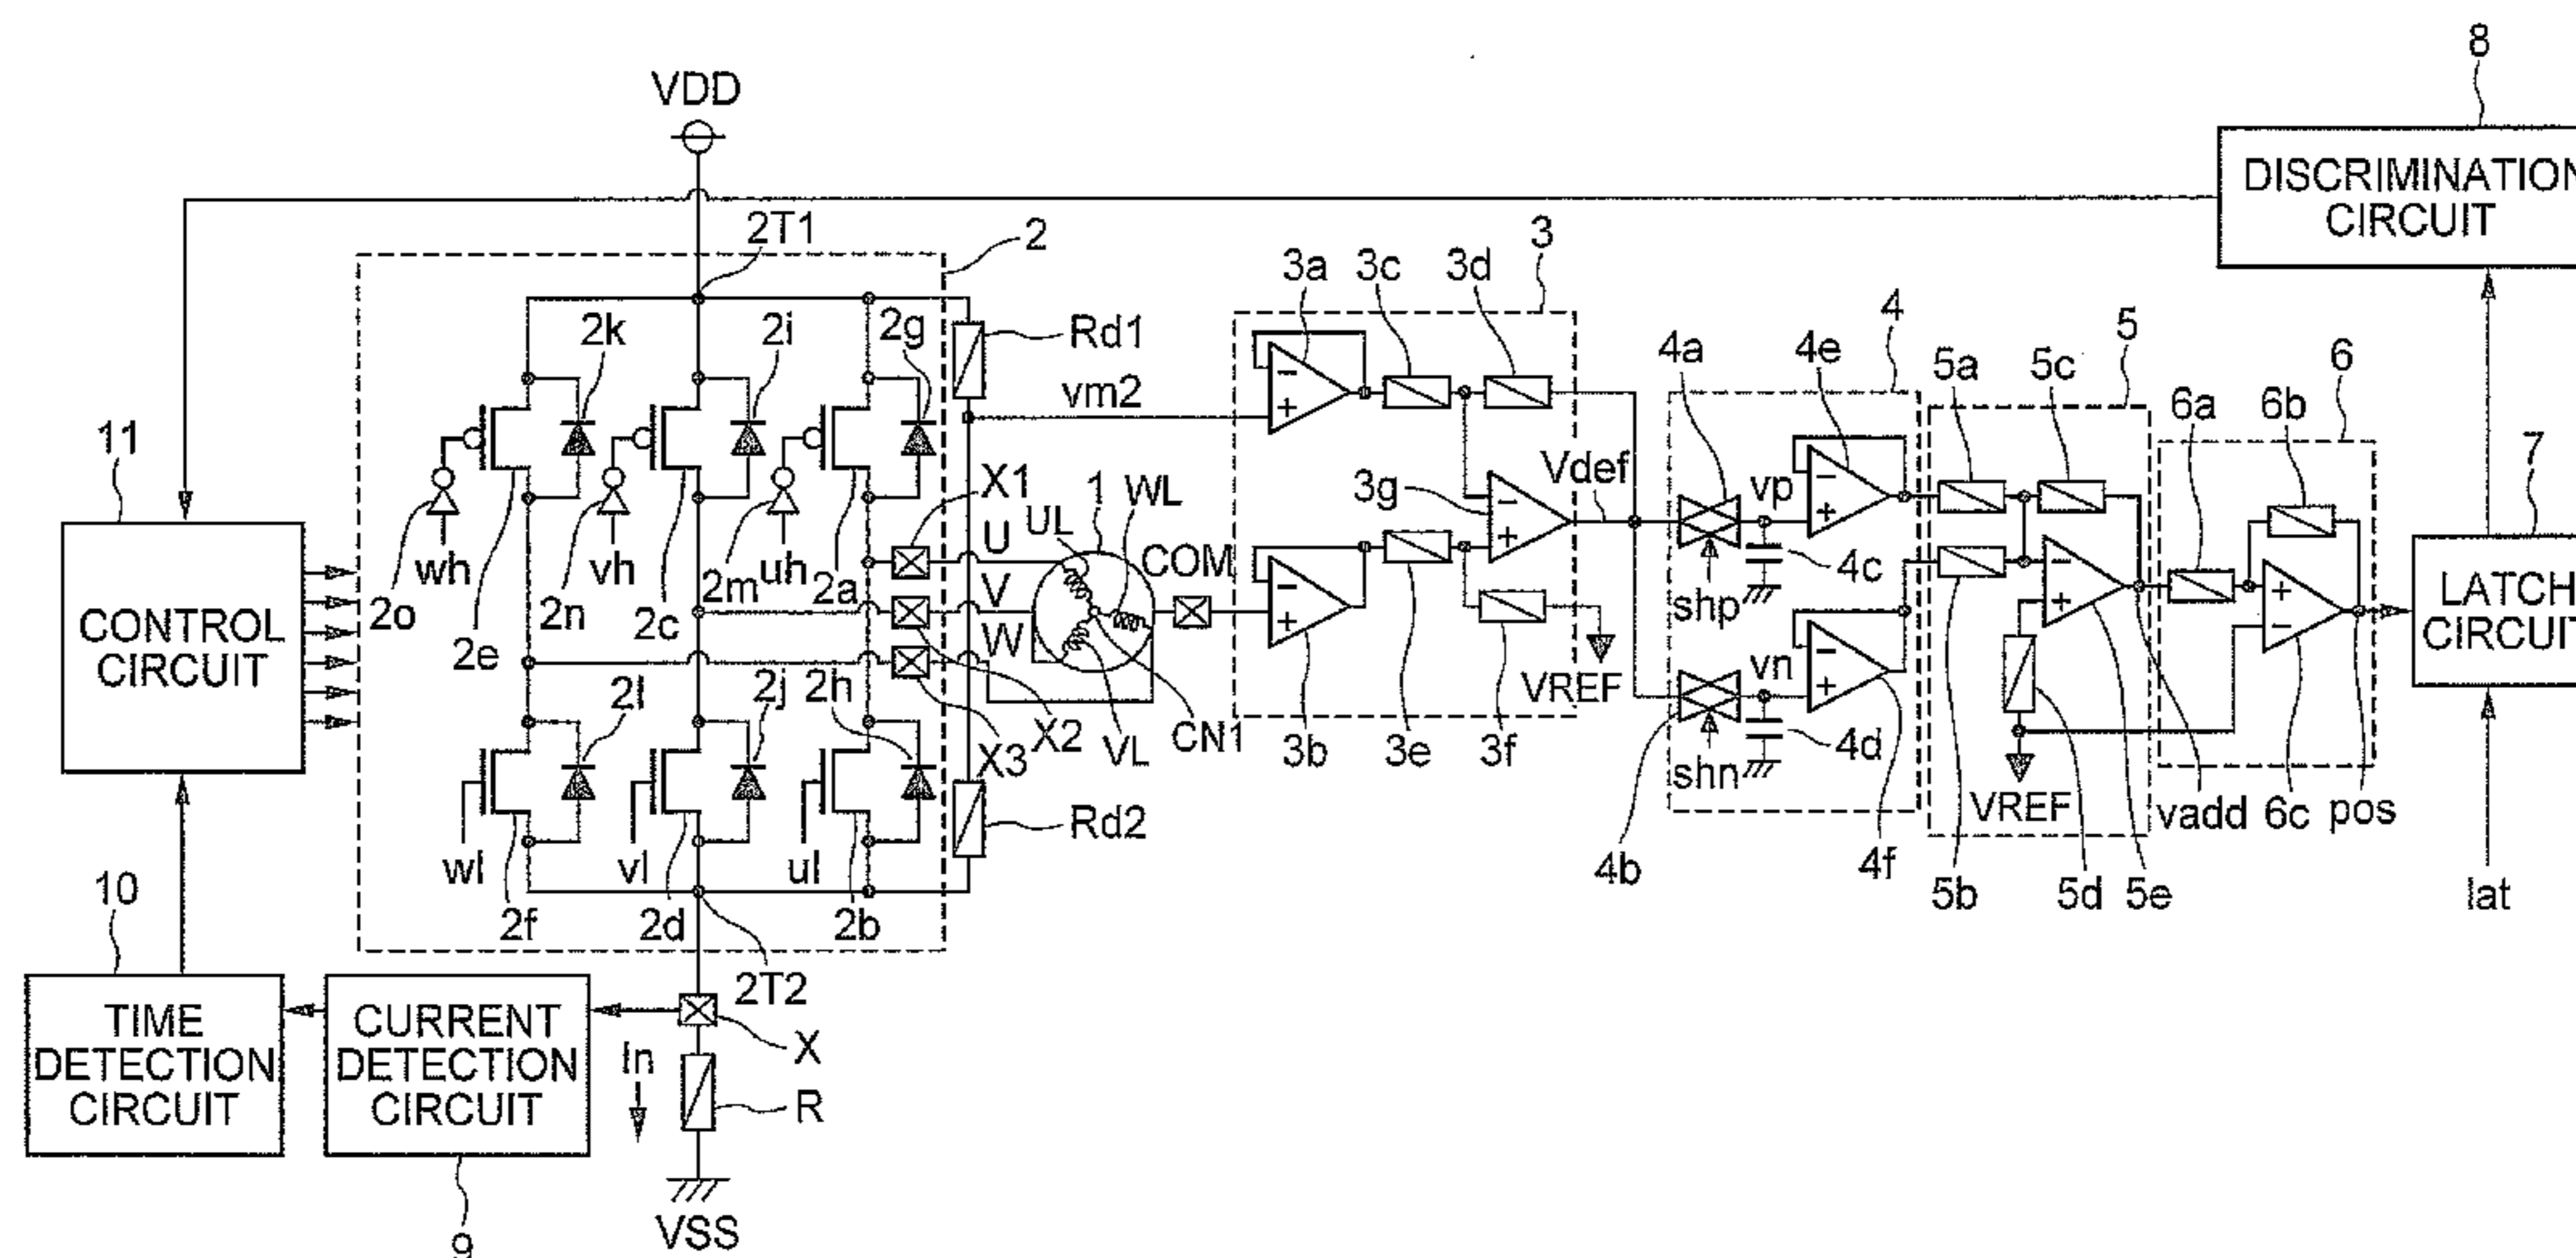 8
VDD
DISCRIMINATION
CIRCUIT
2T1
2
3
3a
3c
3d
4
2k
2i
2g
Rd1
4a
4e
5
5a
5c
6
vm2
6a
6b
7
11
X1
U
1
WL
UL
3g
Vdef
vp
COM
CONTROL
CIRCUIT
wh
vh
uh
2o
2n
2m
2a
V
4c
shp
LATCH
CIRCUIT
2e
2c
W
vn
2l
2j
2h
X2
X3
VL
CN1
3b
3e
3f
VREF
4d
shn
VREF
vadd
6c
pos
Rd2
wl
vl
ul
4b
4f
5b
5d
5e
lat
10
2f
2d
2b
2T2
TIME
DETECTION
CIRCUIT
CURRENT
DETECTION
CIRCUIT
In
X
R
VSS
9